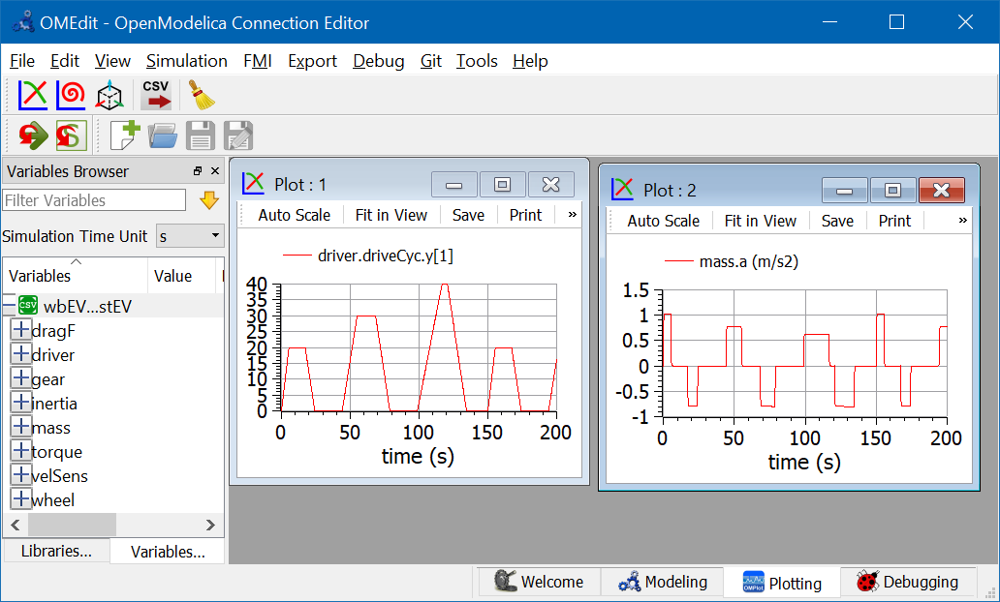 OMEdit - OpenModelica Connection Editor
File Edit View Simulation FMI Export Debug Git Tools Help
CSV
S
Variables Browser
Filter Variables
Simulation Time Unit s
Variables Value
CSV wbEV...stEV
dragF
driver
gear
inertia
mass
torque
velSens
wheel
Libraries... Variables...
Plot : 1
Auto Scale Fit in View Save Print »
driver.driveCyc.y[1]
40
35
30
25
20
15
10
5
0
0 50 100 150 200
time (s)
Plot : 2
Auto Scale Fit in View Save Print »
mass.a (m/s2)
1.5
1
0.5
0
-0.5
-1
0 50 100 150 200
time (s)
Welcome Modeling OMPlot Plotting Debugging